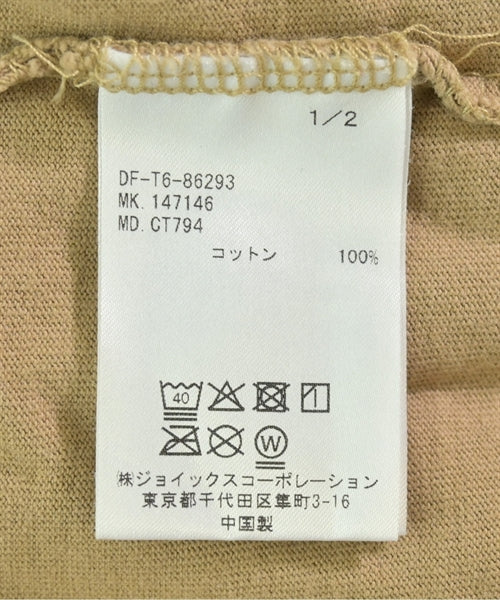 1/2
DF-T6-86293
MK. 147146
MD. CT794
コットン 100%
40
W
㈱ジョイックスコーポレーション
東京都千代田区隼町3-16
中国製